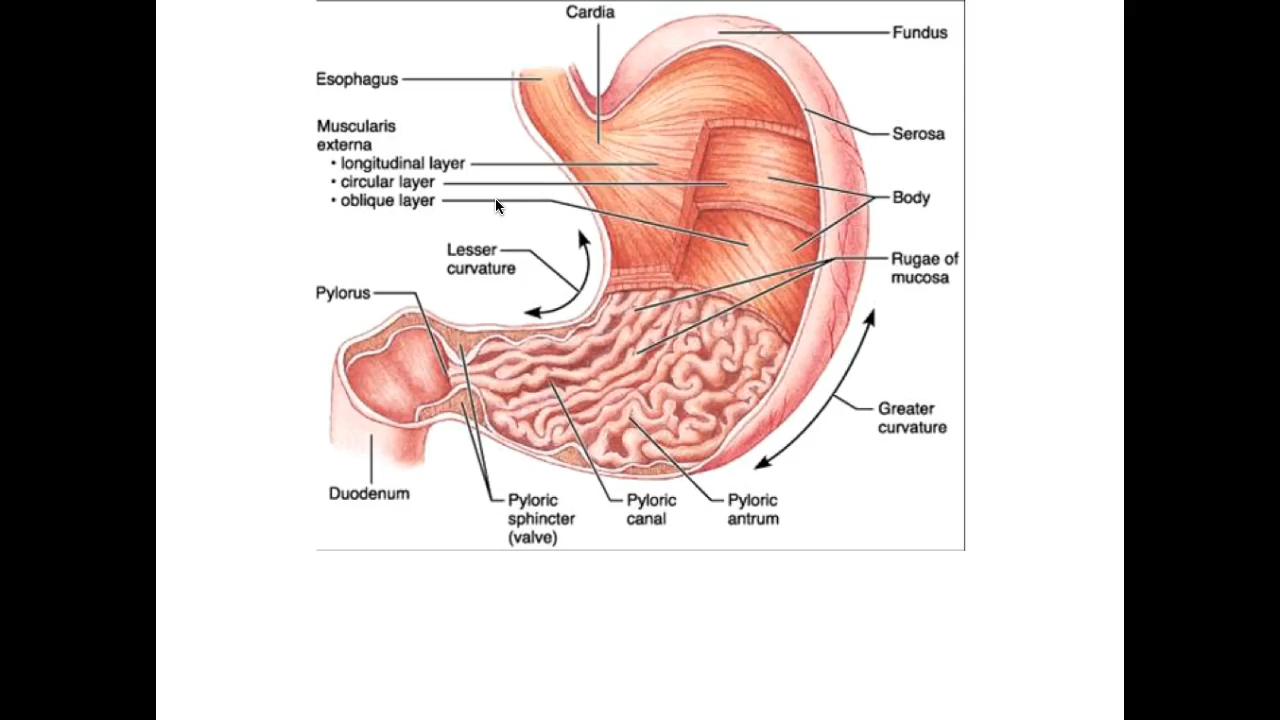 Cardia
Fundus
Esophagus
Muscularis
externa
• longitudinal layer
• circular layer
• oblique layer
Serosa
Body
Lesser
curvature
Rugae of
mucosa
Pylorus
Greater
curvature
Duodenum
Pyloric
sphincter
(valve)
Pyloric
canal
Pyloric
antrum